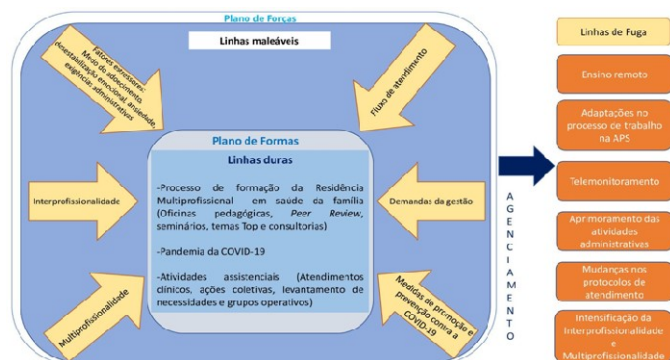 Plano de Forças
Linhas maleáveis
Fatores estressores:
Medo do adoecimento,
desestabilização emocional, ansiedade,
exigências administrativas
Fluxo de atendimento
Interprofissionalidade
Demandas da gestão
Multiprofissionalidade
Medidas de promoção e
prevenção contra a
COVID-19
Plano de Formas
Linhas duras
-Processo de formação da Residência
Multiprofissional em saúde da família
(Oficinas pedagógicas, Peer Review,
seminários, temas Top e consultorias)
-Pandemia da COVID-19
-Atividades assistenciais (Atendimentos
clínicos, ações coletivas, levantamento de
necessidades e grupos operativos)
AGENCIAMENTO
Linhas de Fuga
Ensino remoto
Adaptações no
processo de trabalho
na APS
Telemonitoramento
Aprimoramento das
atividades
administrativas
Mudanças nos
protocolos de
atendimento
Intensificação da
Interprofissionalidade
e
Multiprofissionalidade